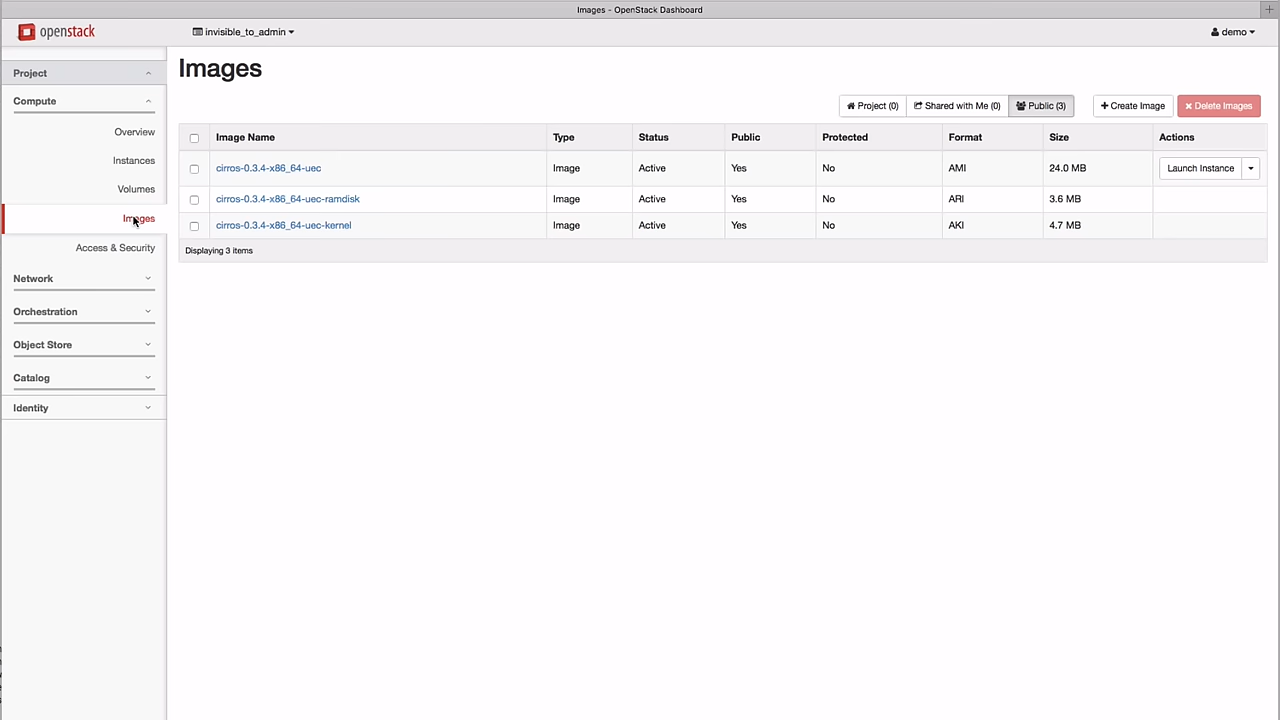 Images - OpenStack Dashboard
openstack
invisible_to_admin
demo
Project
Compute
Overview
Instances
Volumes
Images
Access & Security
Network
Orchestration
Object Store
Catalog
Identity
Images
Project (0) Shared with Me (0) Public (3) + Create Image × Delete Images
Image Name Type Status Public Protected Format Size Actions
cirros-0.3.4-x86_64-uec Image Active Yes No AMI 24.0 MB Launch Instance
cirros-0.3.4-x86_64-uec-ramdisk Image Active Yes No ARI 3.6 MB
cirros-0.3.4-x86_64-uec-kernel Image Active Yes No AKI 4.7 MB
Displaying 3 items